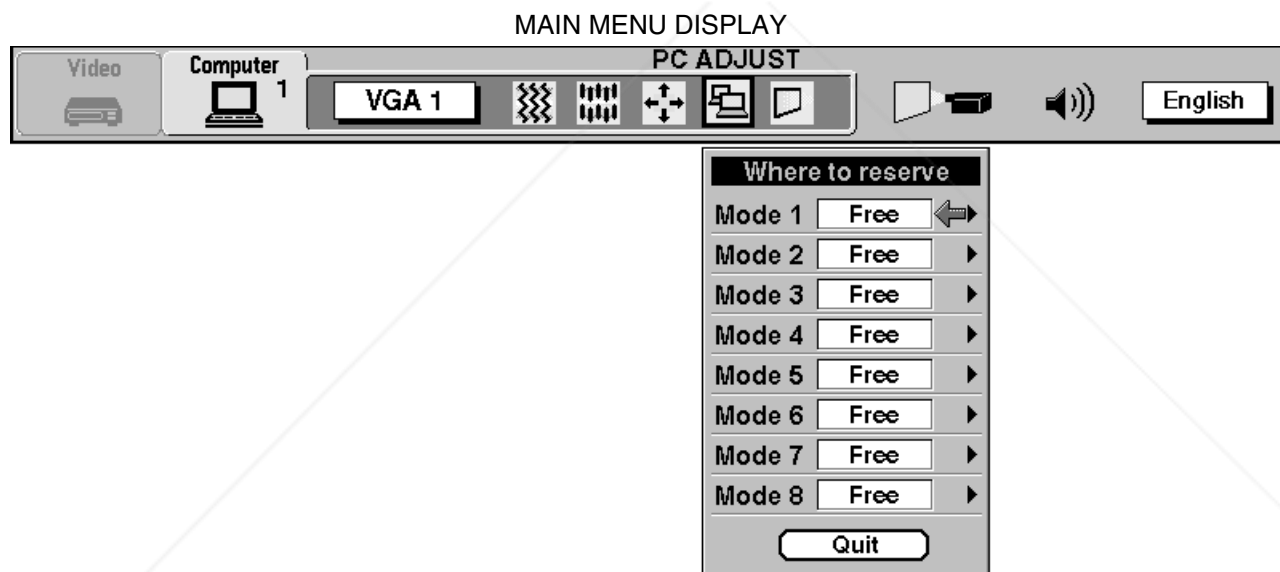 MAIN MENU DISPLAY
PC ADJUST
Video
Computer
1
VGA 1
English
Where to reserve
Mode 1 Free
Mode 2 Free
Mode 3 Free
Mode 4 Free
Mode 5 Free
Mode 6 Free
Mode 7 Free
Mode 8 Free
Quit